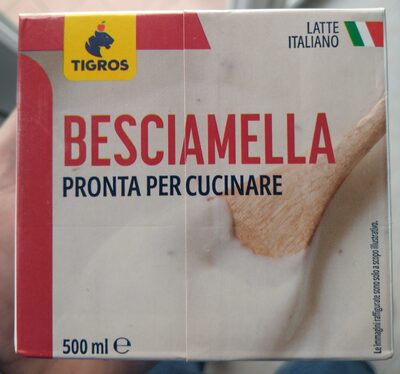 TIGROS
LATTE
ITALIANO
BESCIAMELLA
PRONTA PER CUCINARE
500 ml ℮
Le immagini raffigurate sono solo a scopo illustrativo.